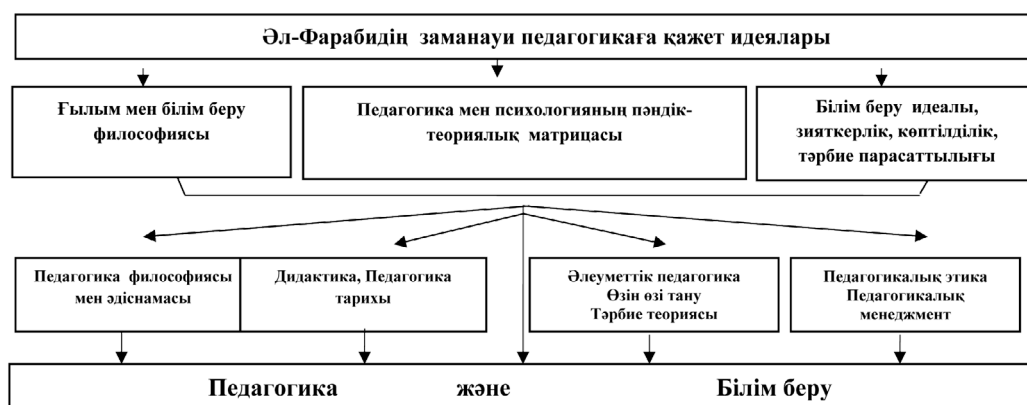 Әл-Фарабидің заманауи педагогикаға қажет идеялары
Ғылым мен білім беру
философиясы
Педагогика мен психологияның пәндік-
теориялық матрицасы
Білім беру идеалы,
зияткерлік, көптілділік,
тәрбие парасаттылығы
Педагогика философиясы
мен әдіснамасы
Дидактика, Педагогика
тарихы
Әлеуметтік педагогика
Өзін өзі тану
Тәрбие теориясы
Педагогикалық этика
Педагогикалық
менеджмент
Педагогика және Білім беру